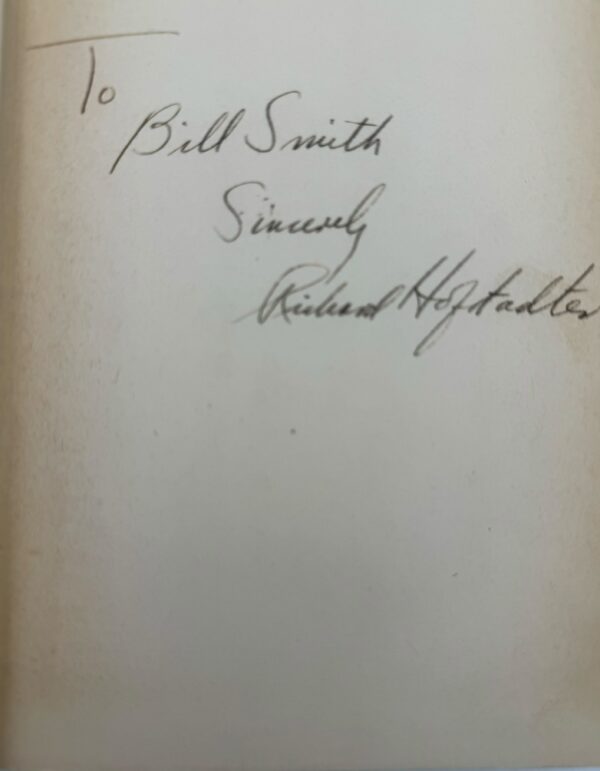 To
Bill Smith
Sincerely
Richard Hofstadter